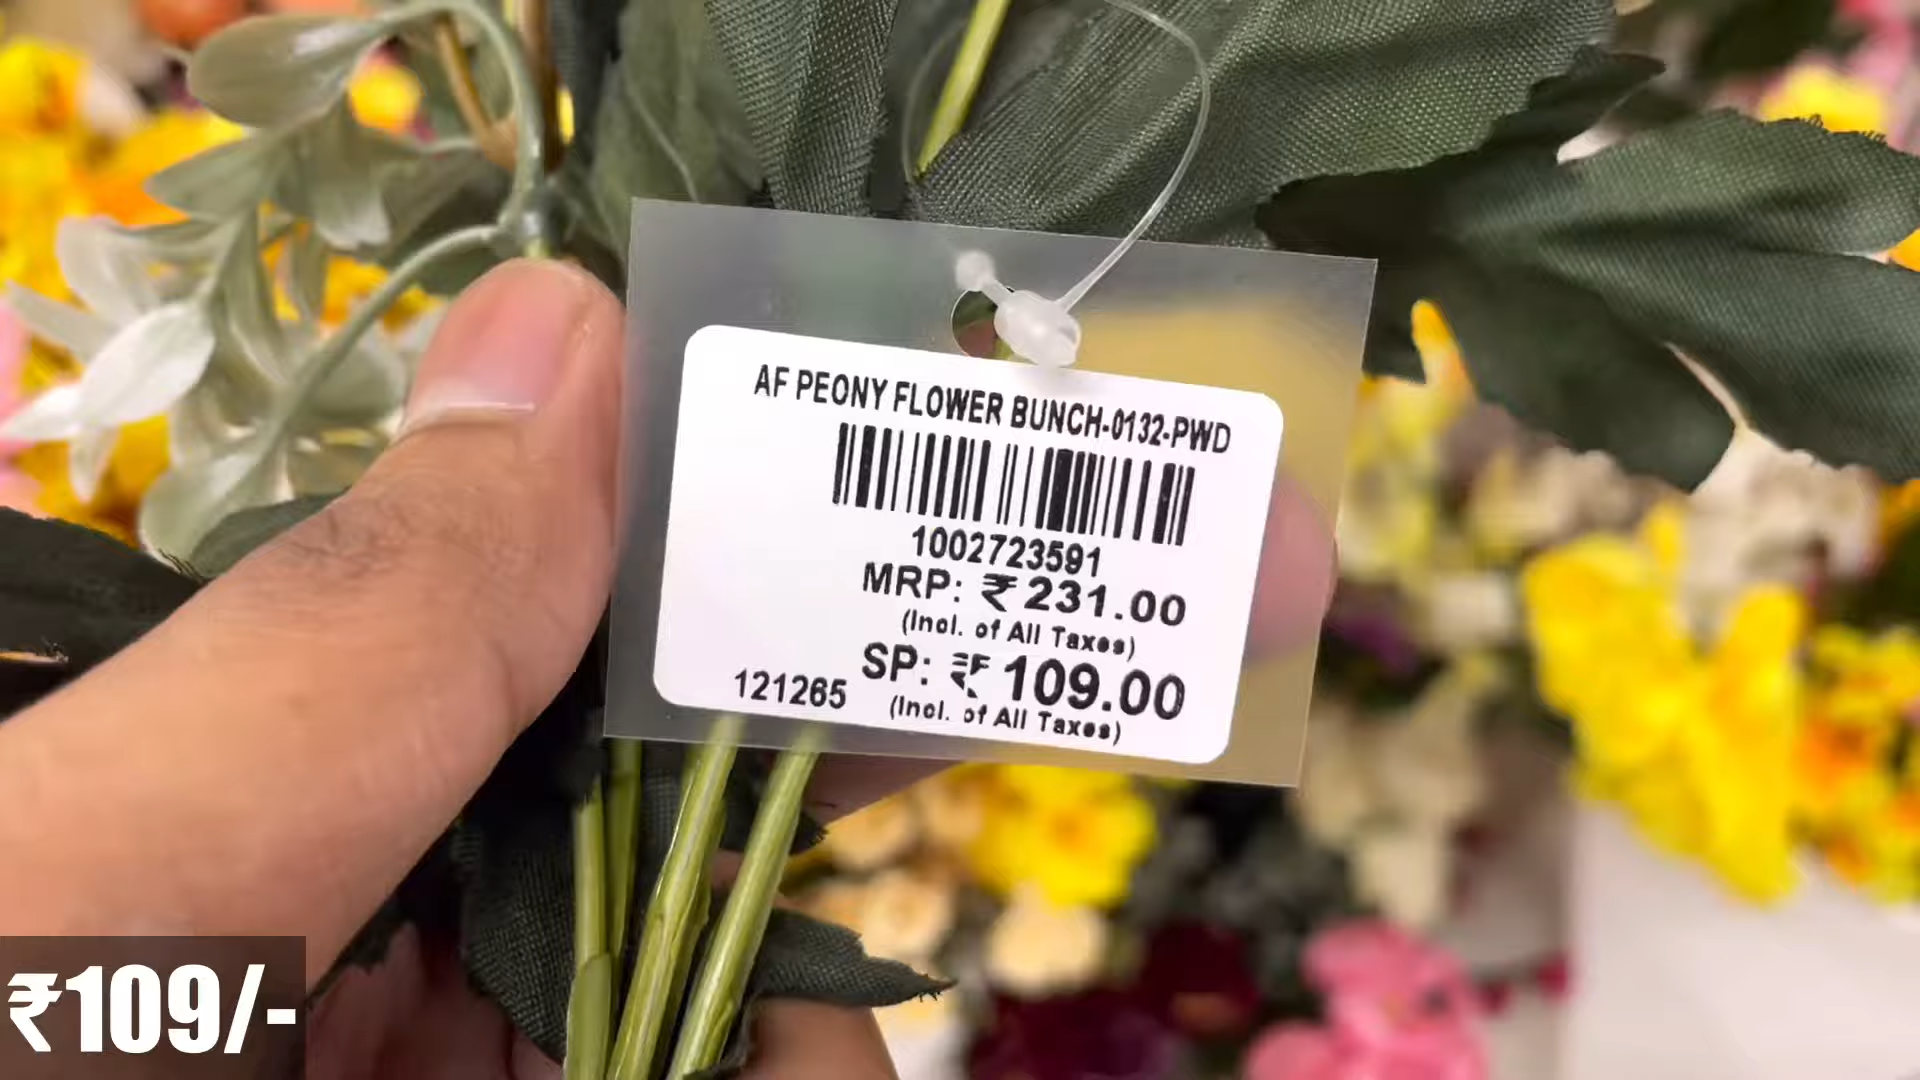 AF PEONY FLOWER BUNCH-0132-PWD
1002723591
MRP: ₹231.00
(Incl. of All Taxes)
SP: ₹109.00
121265
(Incl. of All Taxes)
₹109/-